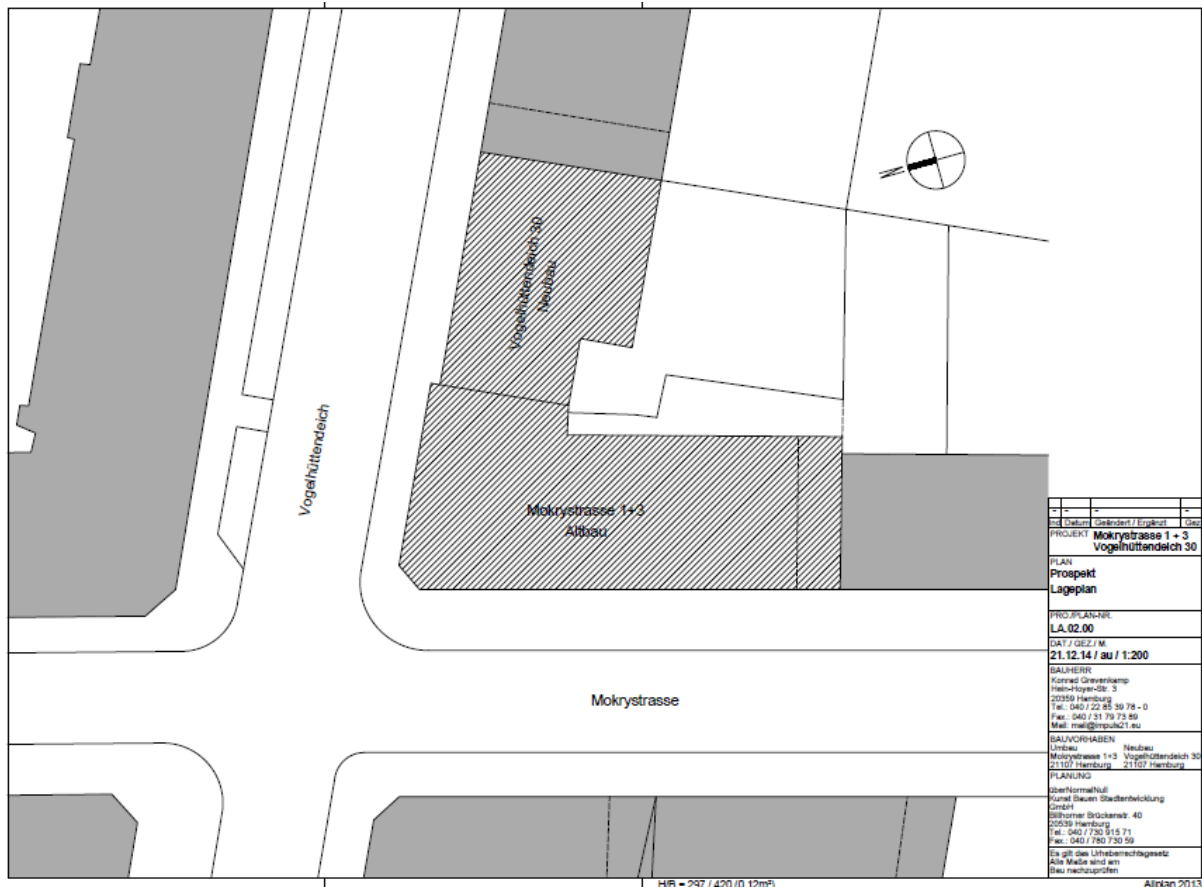 Vogelhüttendeich 30
Neubau
Vogelhüttendeich
Mokrystrasse 1+3
Altbau
Mokrystrasse
N
- - - -
Ind Datum Geändert / Ergänzt Gez
PROJEKT Mokrystrasse 1 + 3
Vogelhüttendeich 30
PLAN
Prospekt
Lageplan
PROJ/PLAN-NR.
LA.02.00
DAT./ GEZ./ M.
21.12.14 / au / 1:200
BAUHERR
Konrad Grevenkamp
Hein-Hoyer-Str. 3
20359 Hamburg
Tel.: 040 / 22 85 39 78 - 0
Fax.: 040 / 31 79 73 89
Mail: mail@impuls21.eu
BAUVORHABEN
Umbau Neubau
Mokrystrasse 1+3 Vogelhüttendeich 30
21107 Hamburg 21107 Hamburg
PLANUNG
überNormalNull
Kunst Bauen Stadtentwicklung
GmbH
Billhorner Brückenstr. 40
20539 Hamburg
Tel.: 040 / 730 915 71
Fax.: 040 / 780 730 59
Es gilt das Urheberrechtsgesetz
Alle Maße sind am
Bau nachzuprüfen
H/B = 297 / 420 (0.12m²)
Allplan 2013